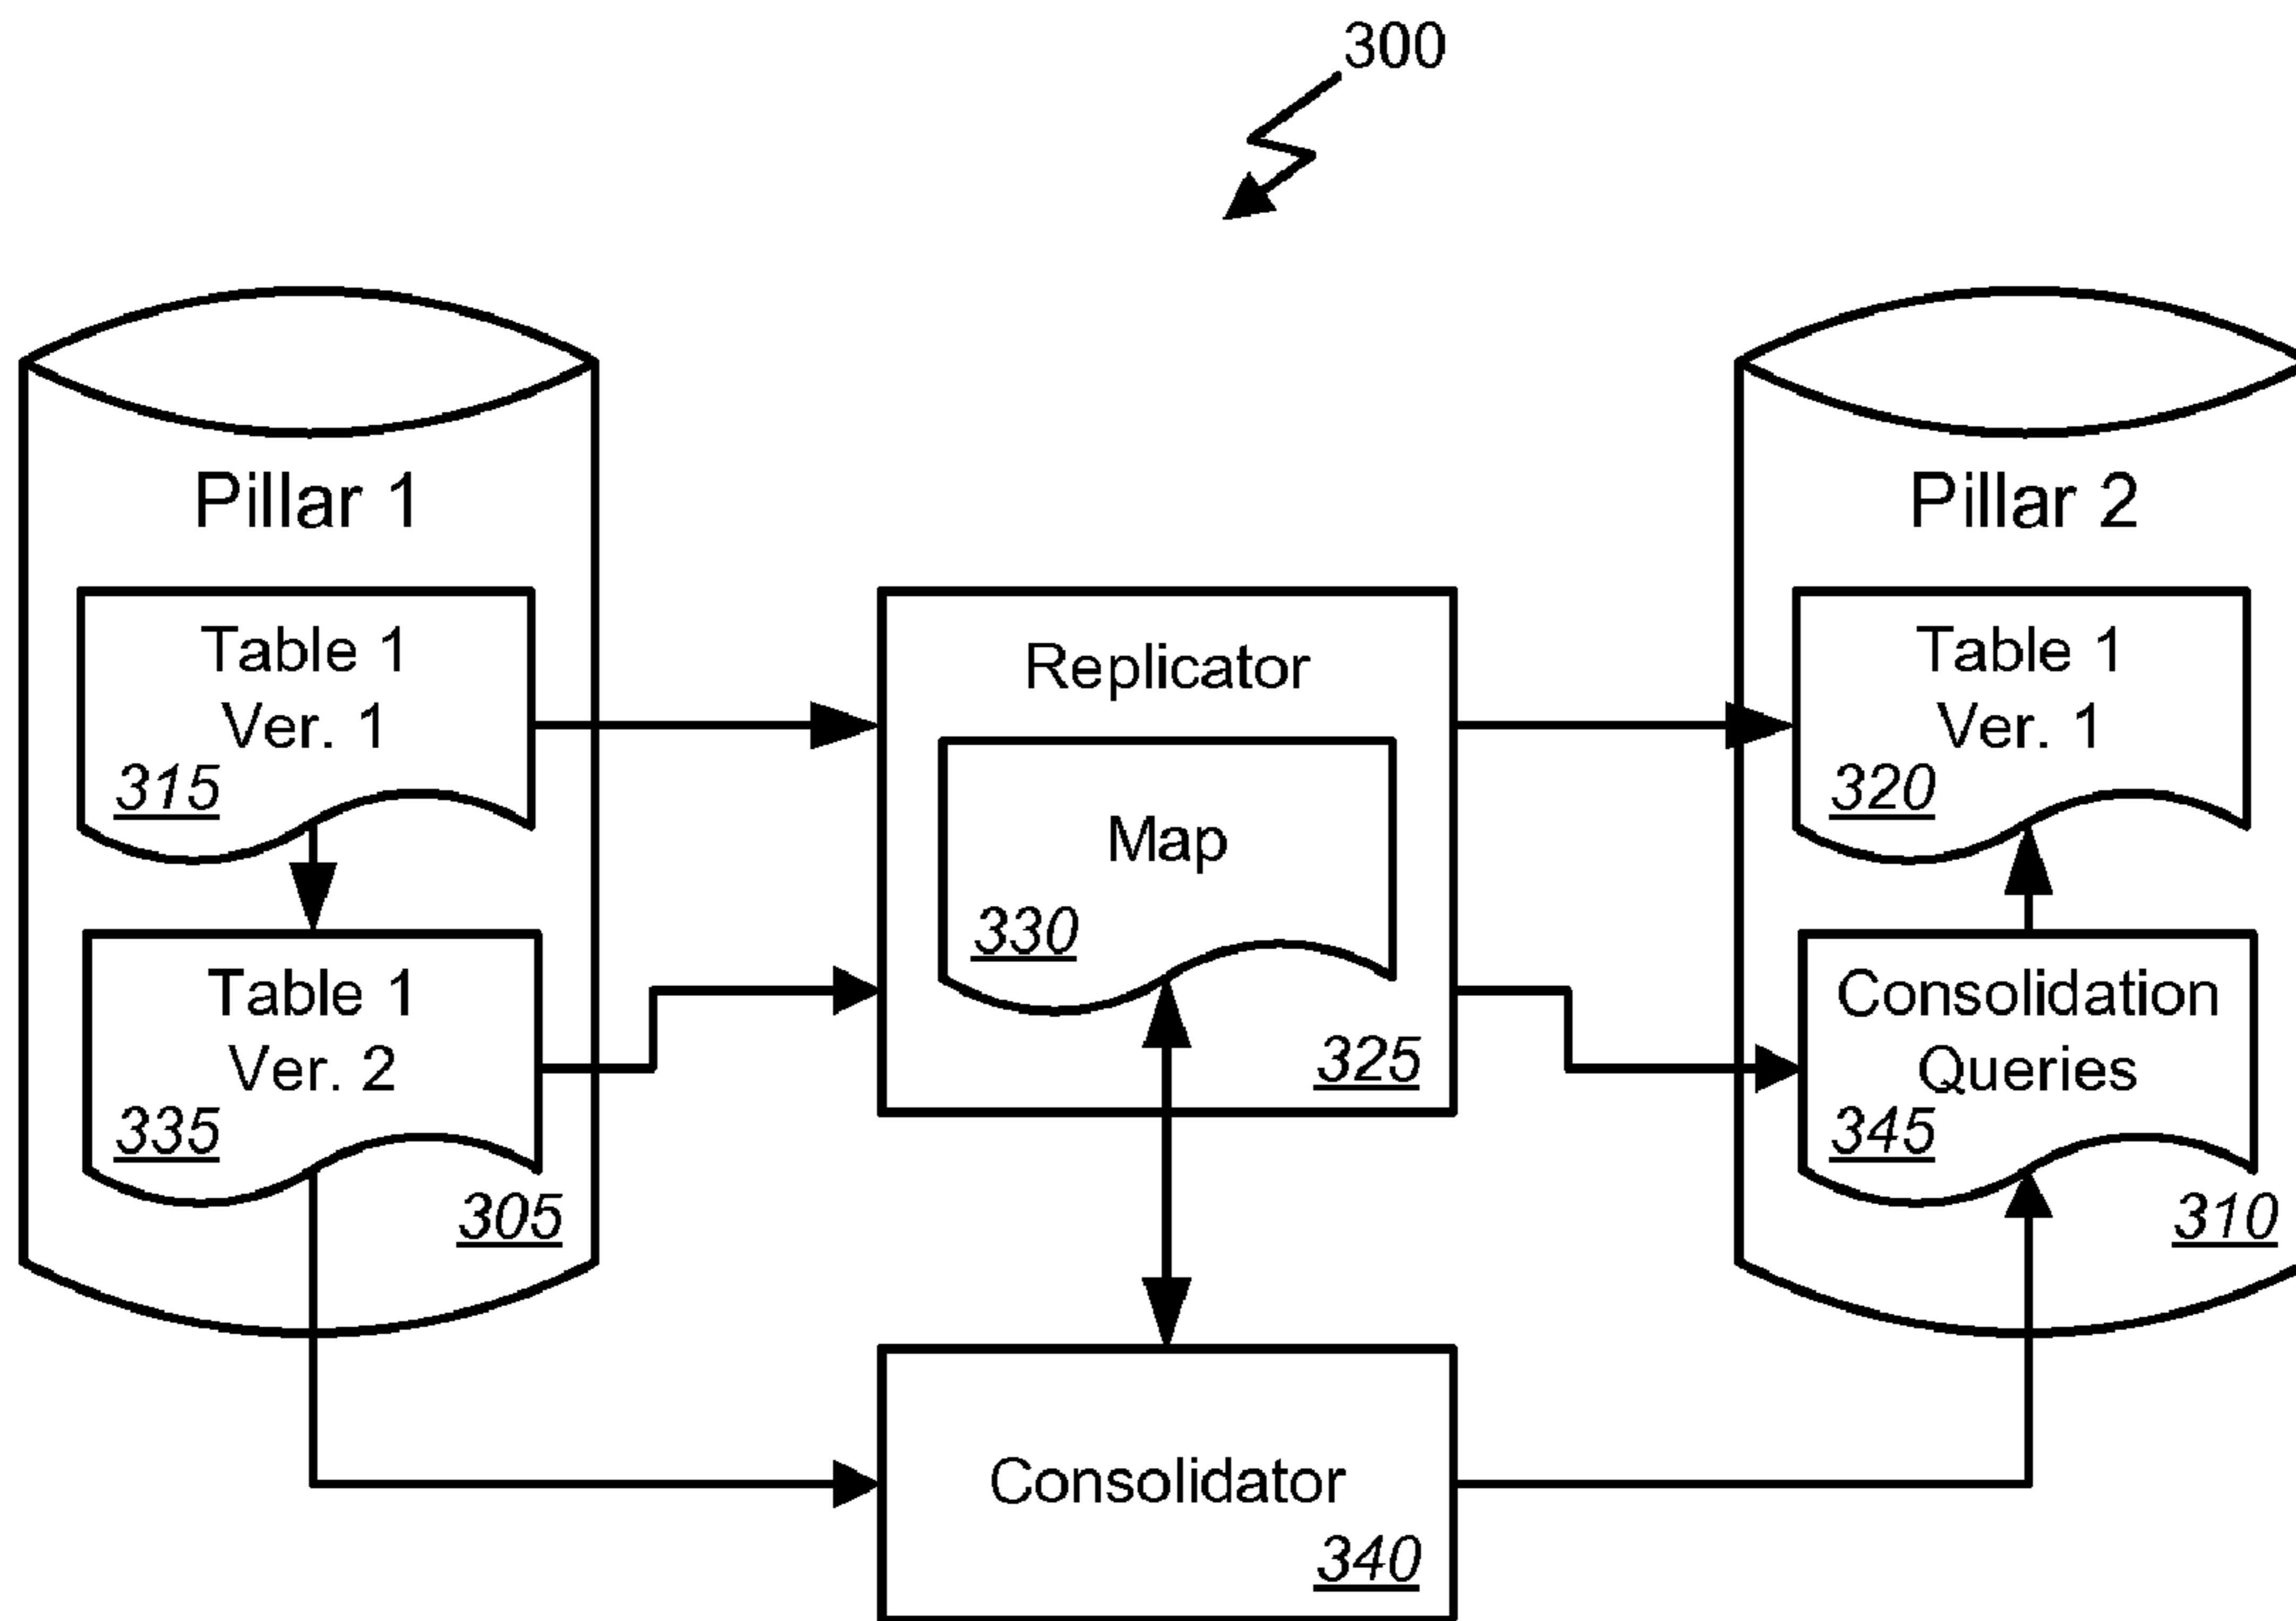 300
Pillar 1
Table 1
Ver. 1
315
Table 1
Ver. 2
335
305
Replicator
Map
330
325
Consolidator
340
Pillar 2
Table 1
Ver. 1
320
Consolidation
Queries
345
310